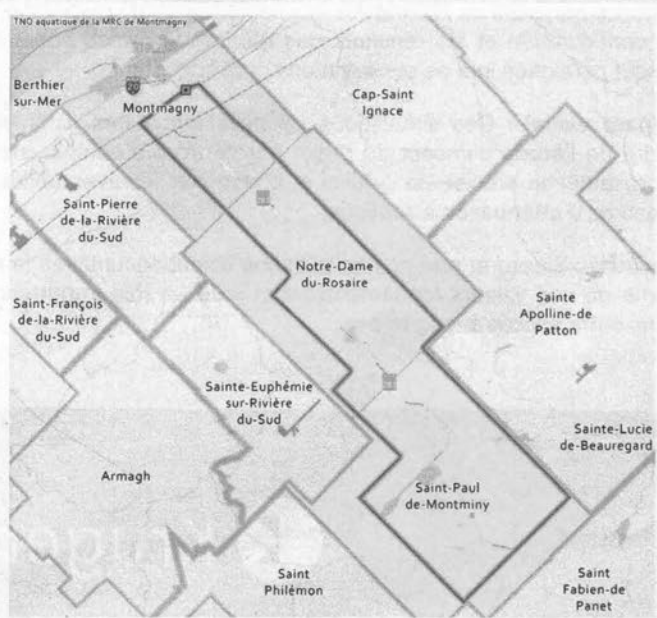 TNO aquatique de la MRC de Montmagny
Berthier
sur-Mer
20
Montmagny
Cap-Saint
Ignace
Saint-Pierre
de-la-Rivière
du-Sud
Notre-Dame
du-Rosaire
Saint-François
de-la-Rivière
du-Sud
Sainte
Apolline-de
Patton
Sainte-Euphémie
sur-Rivière
du-Sud
Sainte-Lucie
de-Beauregard
Armagh
Saint-Paul
de-Montminy
Saint
Philémon
Saint
Fabien-de
Panet